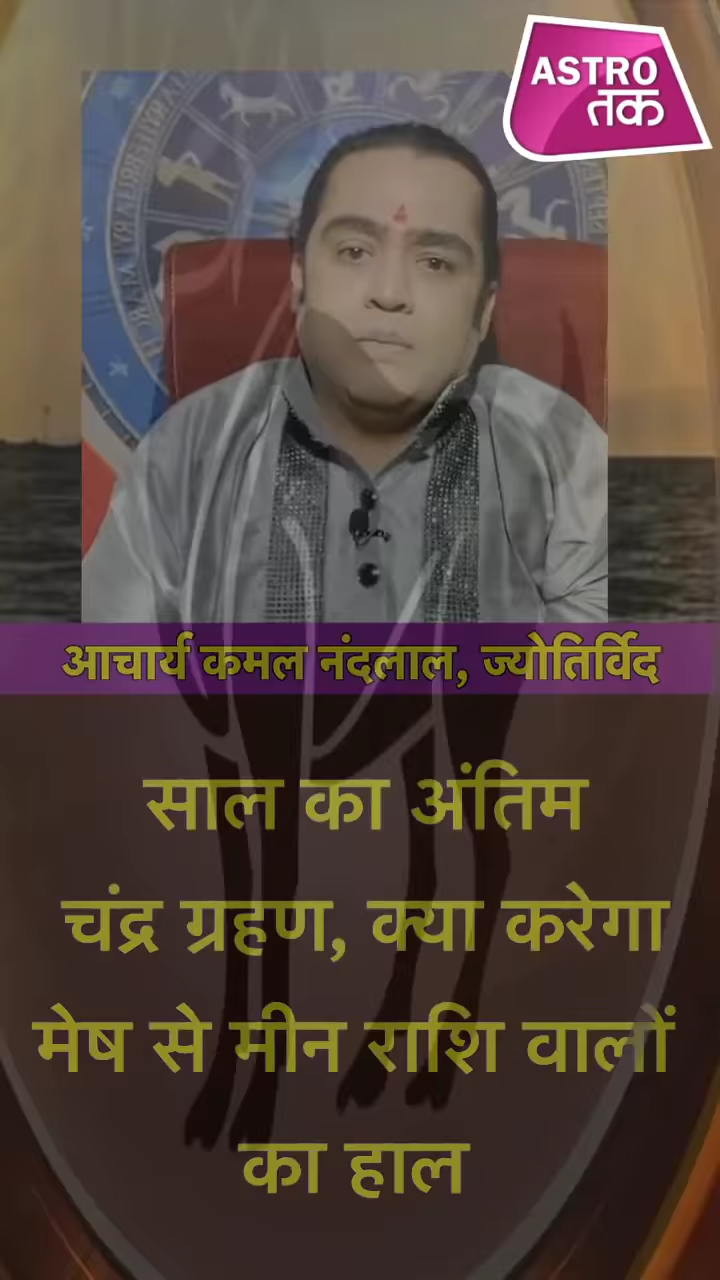 ASTRO
तक
आचार्य कमल नंदलाल, ज्योतिर्विद
साल का अंतिम
चंद्र ग्रहण, क्या करेगा
मेष से मीन राशि वालों
का हाल